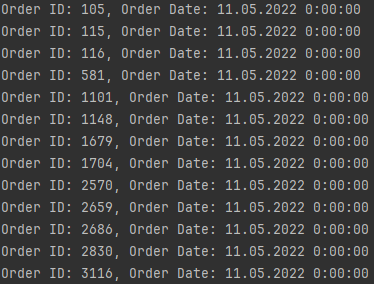 Order ID: 105, Order Date: 11.05.2022 0:00:00
Order ID: 115, Order Date: 11.05.2022 0:00:00
Order ID: 116, Order Date: 11.05.2022 0:00:00
Order ID: 581, Order Date: 11.05.2022 0:00:00
Order ID: 1101, Order Date: 11.05.2022 0:00:00
Order ID: 1148, Order Date: 11.05.2022 0:00:00
Order ID: 1679, Order Date: 11.05.2022 0:00:00
Order ID: 1704, Order Date: 11.05.2022 0:00:00
Order ID: 2570, Order Date: 11.05.2022 0:00:00
Order ID: 2659, Order Date: 11.05.2022 0:00:00
Order ID: 2686, Order Date: 11.05.2022 0:00:00
Order ID: 2830, Order Date: 11.05.2022 0:00:00
Order ID: 3116, Order Date: 11.05.2022 0:00:00